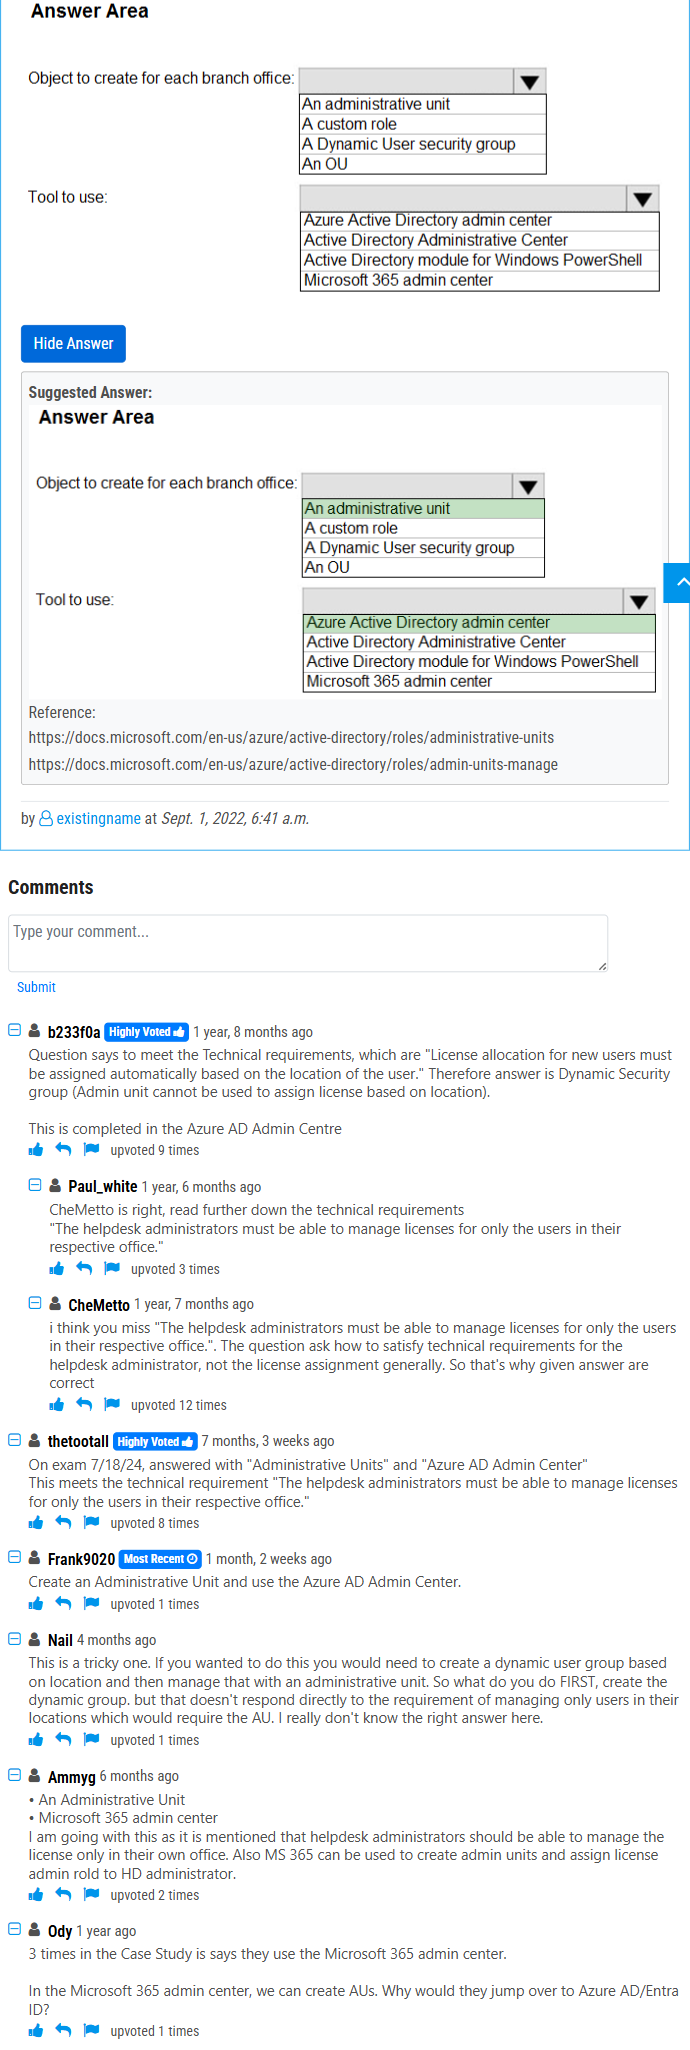 Answer Area
Object to create for each branch office:
An administrative unit
A custom role
A Dynamic User security group
An OU
Tool to use:
Azure Active Directory admin center
Active Directory Administrative Center
Active Directory module for Windows PowerShell
Microsoft 365 admin center
Hide Answer
Suggested Answer:
Answer Area
Object to create for each branch office:
An administrative unit
A custom role
A Dynamic User security group
An OU
Tool to use:
Azure Active Directory admin center
Active Directory Administrative Center
Active Directory module for Windows PowerShell
Microsoft 365 admin center
Reference:
https://docs.microsoft.com/en-us/azure/active-directory/roles/administrative-units
https://docs.microsoft.com/en-us/azure/active-directory/roles/admin-units-manage
by existingname at Sept. 1, 2022, 6:41 a.m.
Comments
Type your comment...
Submit
b233f0a Highly Voted 1 year, 8 months ago
Question says to meet the Technical requirements, which are "License allocation for new users must
be assigned automatically based on the location of the user." Therefore answer is Dynamic Security
group (Admin unit cannot be used to assign license based on location).
This is completed in the Azure AD Admin Centre
upvoted 9 times
Paul_white 1 year, 6 months ago
CheMetto is right, read further down the technical requirements
"The helpdesk administrators must be able to manage licenses for only the users in their
respective office."
upvoted 3 times
CheMetto 1 year, 7 months ago
i think you miss "The helpdesk administrators must be able to manage licenses for only the users
in their respective office.". The question ask how to satisfy technical requirements for the
helpdesk administrator, not the license assignment generally. So that's why given answer are
correct
upvoted 12 times
thetootall Highly Voted 7 months, 3 weeks ago
On exam 7/18/24, answered with "Administrative Units" and "Azure AD Admin Center"
This meets the technical requirement "The helpdesk administrators must be able to manage licenses
for only the users in their respective office."
upvoted 8 times
Frank9020 Most Recent 1 month, 2 weeks ago
Create an Administrative Unit and use the Azure AD Admin Center.
upvoted 1 times
Nail 4 months ago
This is a tricky one. If you wanted to do this you would need to create a dynamic user group based
on location and then manage that with an administrative unit. So what do you do FIRST, create the
dynamic group. but that doesn't respond directly to the requirement of managing only users in their
locations which would require the AU. I really don't know the right answer here.
upvoted 1 times
Ammyg 6 months ago
• An Administrative Unit
• Microsoft 365 admin center
I am going with this as it is mentioned that helpdesk administrators should be able to manage the
license only in their own office. Also MS 365 can be used to create admin units and assign license
admin rold to HD administrator.
upvoted 2 times
Ody 1 year ago
3 times in the Case Study is says they use the Microsoft 365 admin center.
In the Microsoft 365 admin center, we can create AUs. Why would they jump over to Azure AD/Entra
ID?
upvoted 1 times